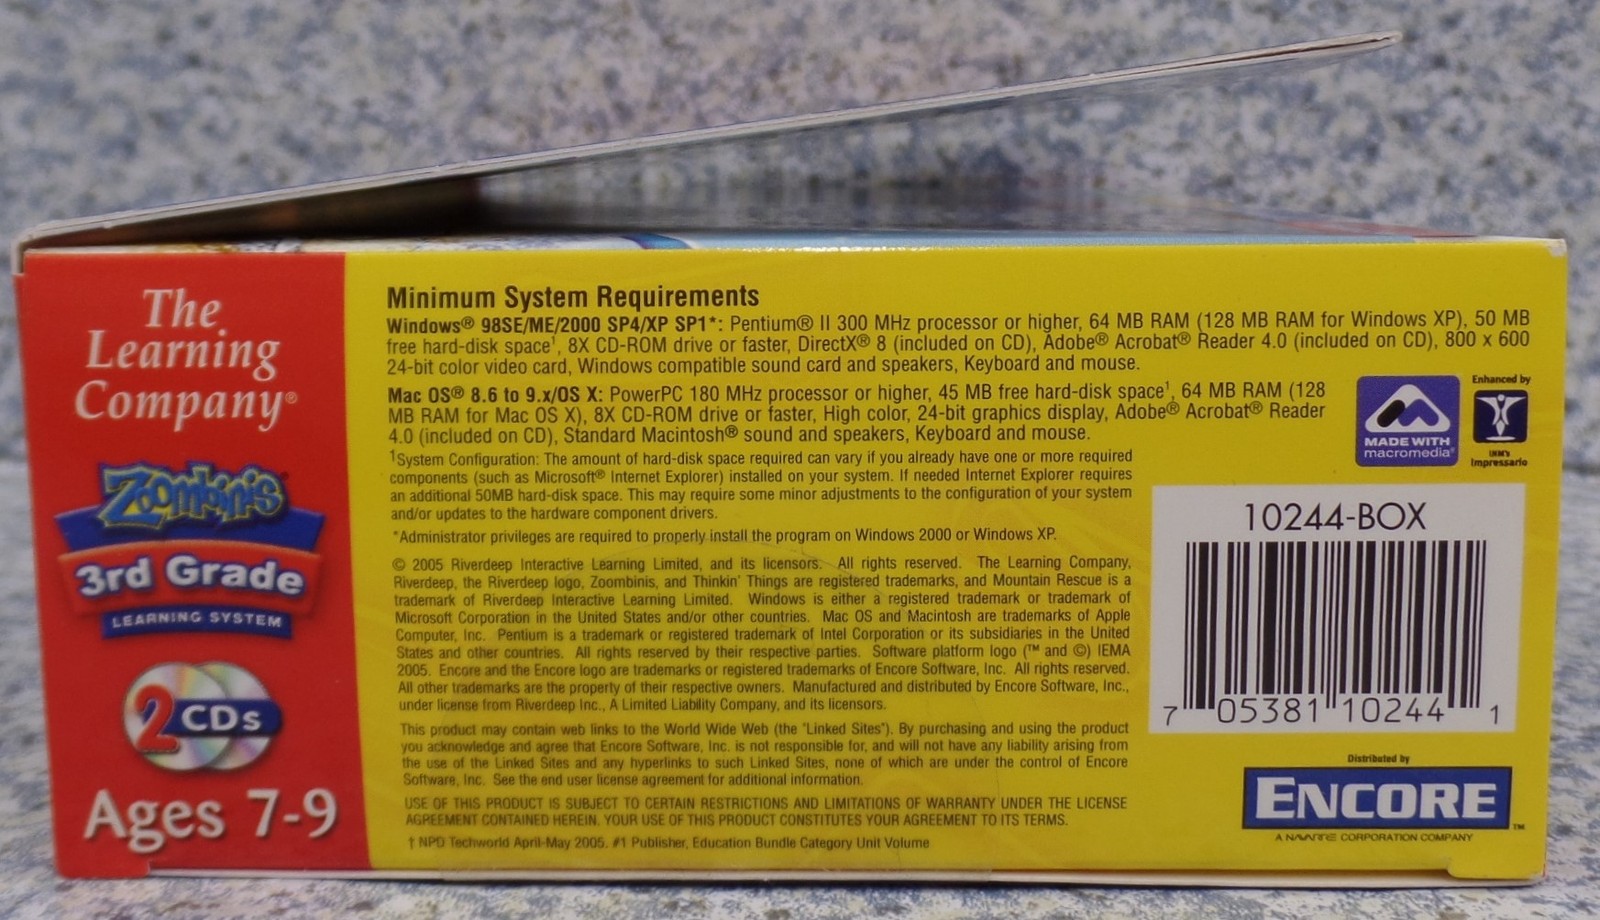 The
Learning
Company®
Zoombinis
3rd Grade
LEARNING SYSTEM
2 CDs
Ages 7-9
Minimum System Requirements
Windows® 98SE/ME/2000 SP4/XP SP1*: Pentium® II 300 MHz processor or higher, 64 MB RAM (128 MB RAM for Windows XP), 50 MB
free hard-disk space¹, 8X CD-ROM drive or faster, DirectX® 8 (included on CD), Adobe® Acrobat® Reader 4.0 (included on CD), 800 x 600
24-bit color video card, Windows compatible sound card and speakers, Keyboard and mouse.
Mac OS® 8.6 to 9.x/OS X: PowerPC 180 MHz processor or higher, 45 MB free hard-disk space¹, 64 MB RAM (128
MB RAM for Mac OS X), 8X CD-ROM drive or faster, High color, 24-bit graphics display, Adobe® Acrobat® Reader
4.0 (included on CD), Standard Macintosh® sound and speakers, Keyboard and mouse.
¹System Configuration: The amount of hard-disk space required can vary if you already have one or more required
components (such as Microsoft® Internet Explorer) installed on your system. If needed Internet Explorer requires
an additional 50MB hard-disk space. This may require some minor adjustments to the configuration of your system
and/or updates to the hardware component drivers.
*Administrator privileges are required to properly install the program on Windows 2000 or Windows XP.
© 2005 Riverdeep Interactive Learning Limited, and its licensors. All rights reserved. The Learning Company,
Riverdeep, the Riverdeep logo, Zoombinis, and Thinkin' Things are registered trademarks, and Mountain Rescue is a
trademark of Riverdeep Interactive Learning Limited. Windows is either a registered trademark or trademark of
Microsoft Corporation in the United States and/or other countries. Mac OS and Macintosh are trademarks of Apple
Computer, Inc. Pentium is a trademark or registered trademark of Intel Corporation or its subsidiaries in the United
States and other countries. All rights reserved by their respective parties. Software platform logo (™ and ©) IEMA
2005. Encore and the Encore logo are trademarks or registered trademarks of Encore Software, Inc. All rights reserved.
All other trademarks are the property of their respective owners. Manufactured and distributed by Encore Software, Inc.,
under license from Riverdeep Inc., A Limited Liability Company, and its licensors.
This product may contain web links to the World Wide Web (the "Linked Sites"). By purchasing and using the product
you acknowledge and agree that Encore Software, Inc. is not responsible for, and will not have any liability arising from
the use of the Linked Sites and any hyperlinks to such Linked Sites, none of which are under the control of Encore
Software, Inc. See the end user license agreement for additional information.
USE OF THIS PRODUCT IS SUBJECT TO CERTAIN RESTRICTIONS AND LIMITATIONS OF WARRANTY UNDER THE LICENSE
AGREEMENT CONTAINED HEREIN. YOUR USE OF THIS PRODUCT CONSTITUTES YOUR AGREEMENT TO ITS TERMS.
† NPD Techworld April-May 2005. #1 Publisher, Education Bundle Category Unit Volume
MADE WITH
macromedia®
Enhanced by
IHM's
Impressario
10244-BOX
7 05381 10244 1
Distributed by
ENCORE™
A NAVARRE CORPORATION COMPANY